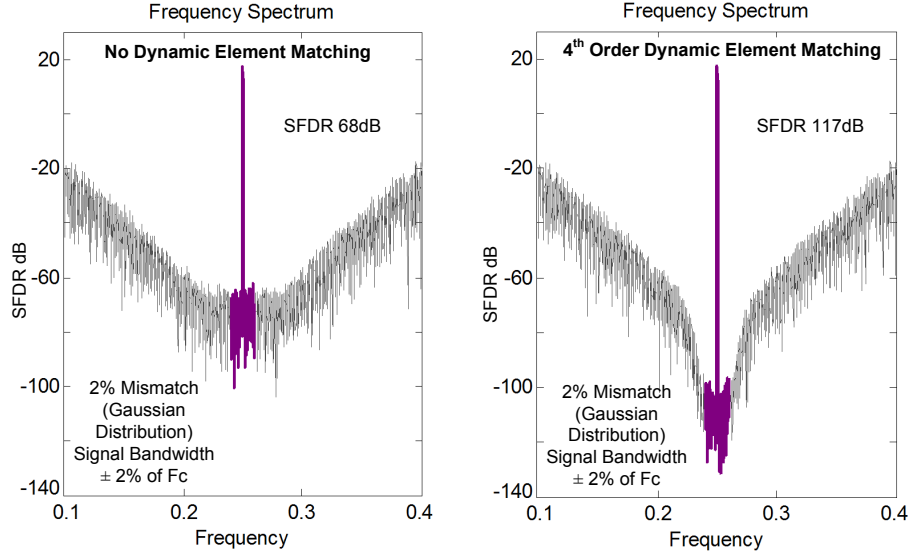 Frequency Spectrum
No Dynamic Element Matching
SFDR 68dB
SFDR dB
20
-20
-60
-100
-140
2% Mismatch
(Gaussian
Distribution)
Signal Bandwidth
± 2% of Fc
0.1
0.2
0.3
0.4
Frequency
Frequency Spectrum
4th Order Dynamic Element Matching
SFDR 117dB
SFDR dB
20
-20
-60
-100
-140
2% Mismatch
(Gaussian
Distribution)
Signal Bandwidth
± 2% of Fc
0.1
0.2
0.3
0.4
Frequency